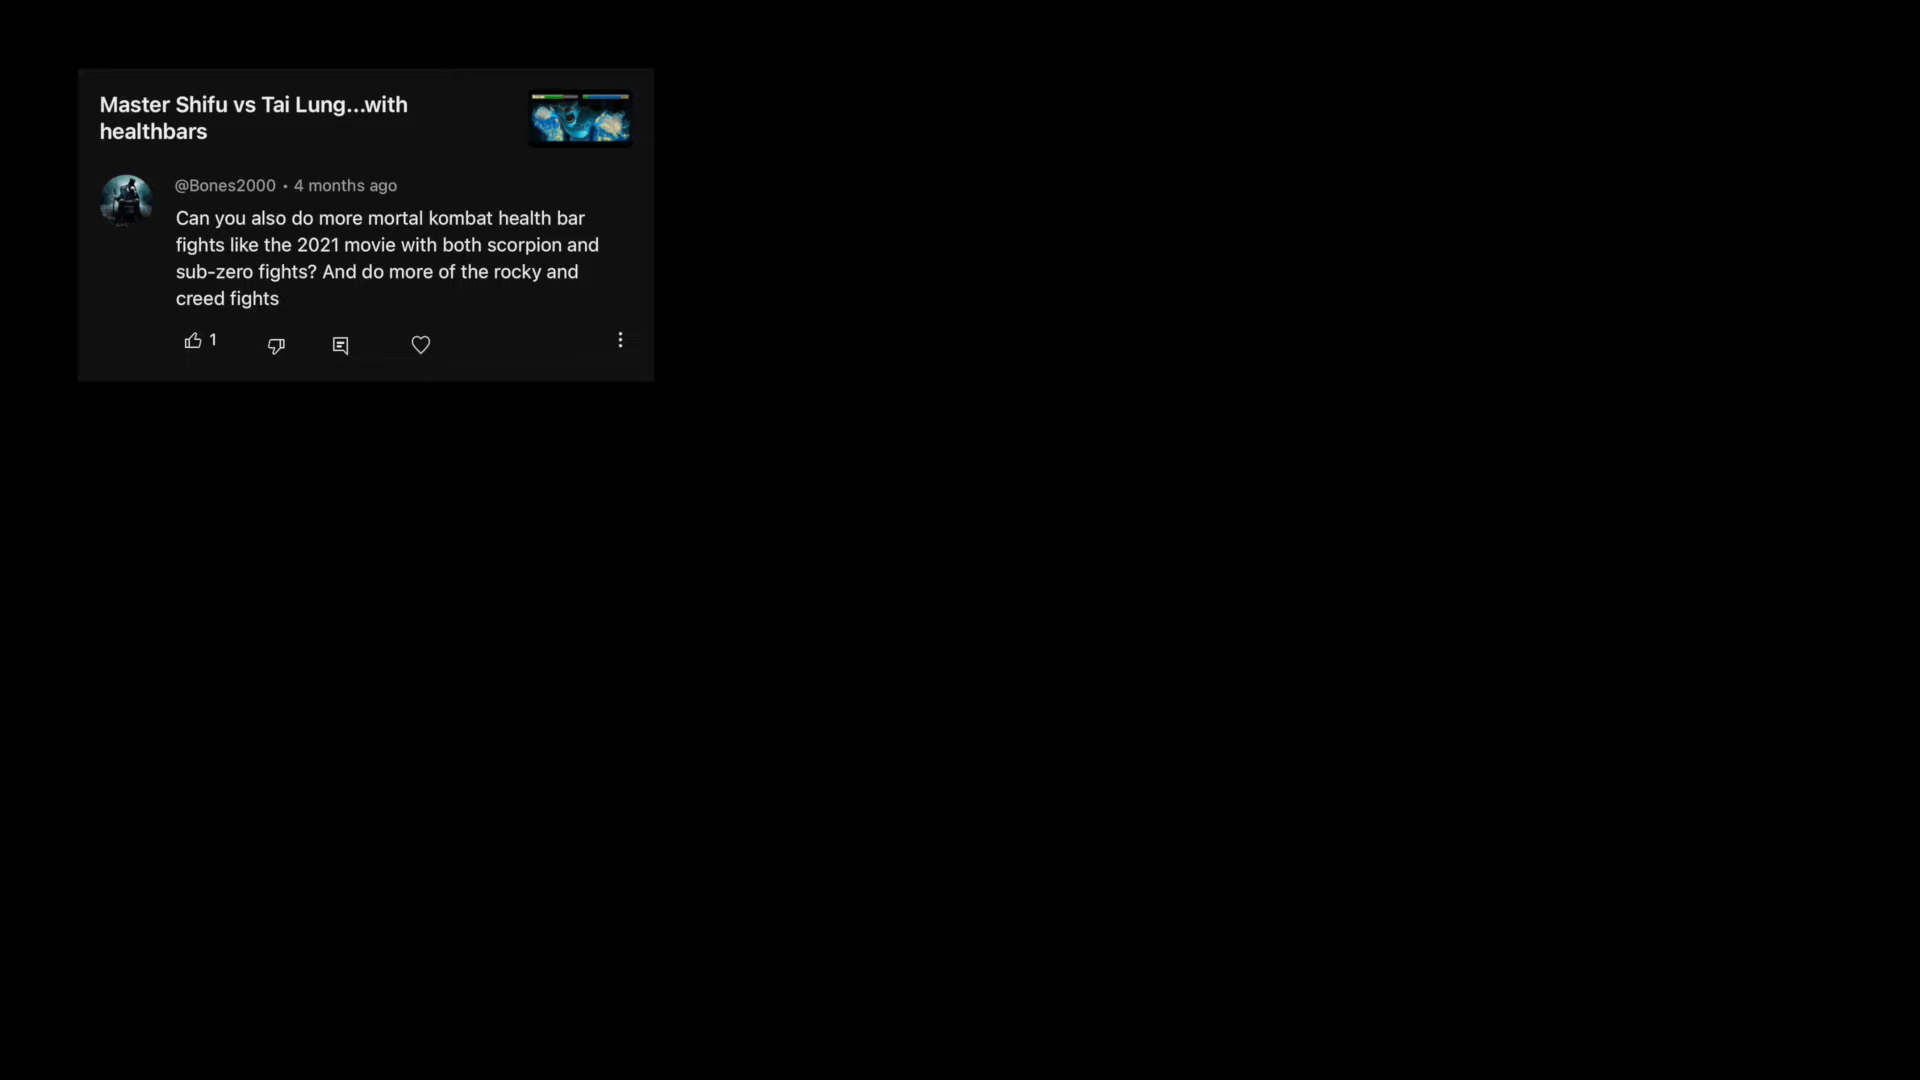 Master Shifu vs Tai Lung...with
healthbars
@Bones2000 • 4 months ago
Can you also do more mortal kombat health bar
fights like the 2021 movie with both scorpion and
sub-zero fights? And do more of the rocky and
creed fights
1